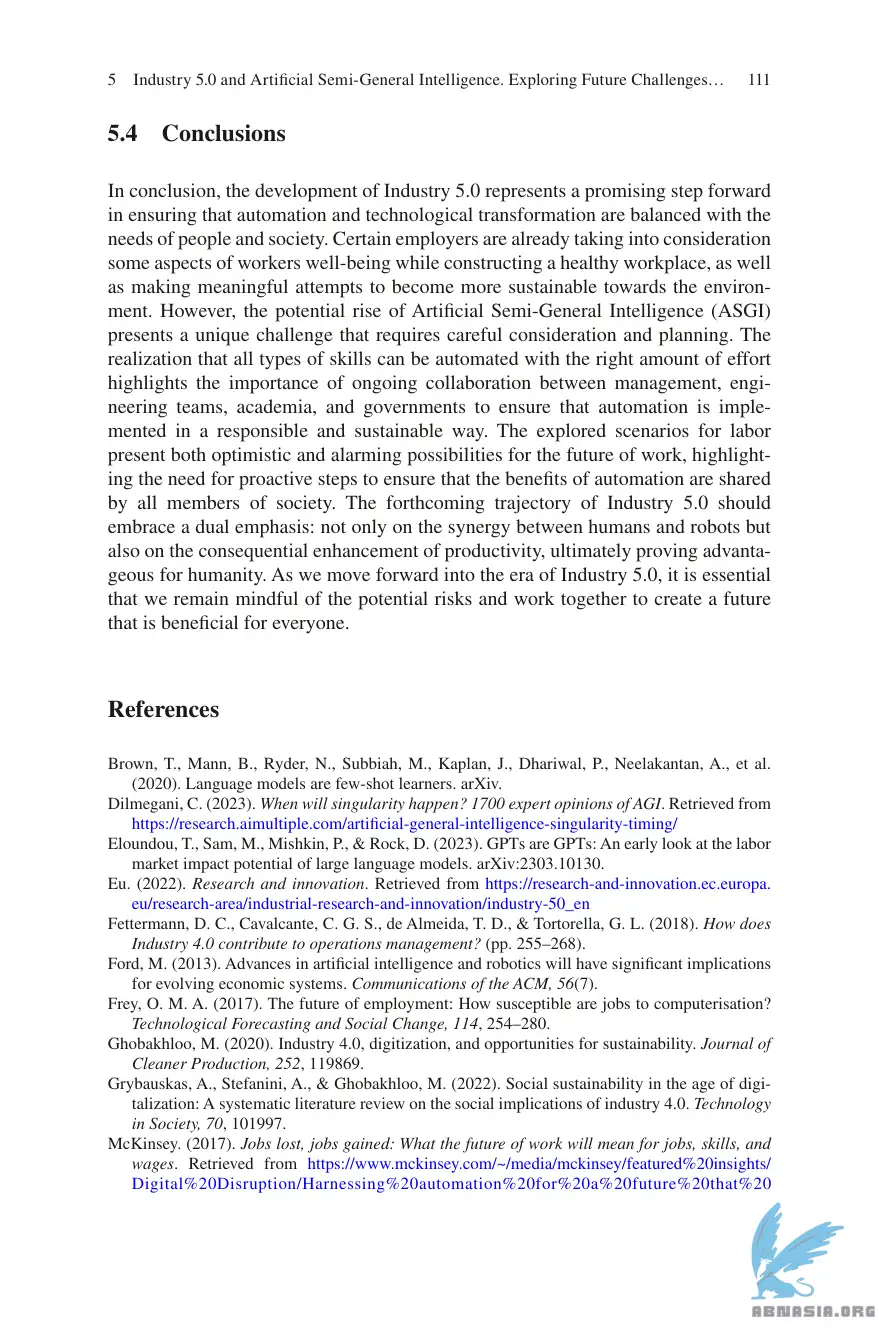 5 Industry 5.0 and Artificial Semi-General Intelligence. Exploring Future Challenges… 111
5.4 Conclusions
In conclusion, the development of Industry 5.0 represents a promising step forward
in ensuring that automation and technological transformation are balanced with the
needs of people and society. Certain employers are already taking into consideration
some aspects of workers well-being while constructing a healthy workplace, as well
as making meaningful attempts to become more sustainable towards the environ-
ment. However, the potential rise of Artificial Semi-General Intelligence (ASGI)
presents a unique challenge that requires careful consideration and planning. The
realization that all types of skills can be automated with the right amount of effort
highlights the importance of ongoing collaboration between management, engi-
neering teams, academia, and governments to ensure that automation is imple-
mented in a responsible and sustainable way. The explored scenarios for labor
present both optimistic and alarming possibilities for the future of work, highlight-
ing the need for proactive steps to ensure that the benefits of automation are shared
by all members of society. The forthcoming trajectory of Industry 5.0 should
embrace a dual emphasis: not only on the synergy between humans and robots but
also on the consequential enhancement of productivity, ultimately proving advanta-
geous for humanity. As we move forward into the era of Industry 5.0, it is essential
that we remain mindful of the potential risks and work together to create a future
that is beneficial for everyone.
References
Brown, T., Mann, B., Ryder, N., Subbiah, M., Kaplan, J., Dhariwal, P., Neelakantan, A., et al.
(2020). Language models are few-shot learners. arXiv.
Dilmegani, C. (2023). When will singularity happen? 1700 expert opinions of AGI. Retrieved from
https://research.aimultiple.com/artificial-general-intelligence-singularity-timing/
Eloundou, T., Sam, M., Mishkin, P., & Rock, D. (2023). GPTs are GPTs: An early look at the labor
market impact potential of large language models. arXiv:2303.10130.
Eu. (2022). Research and innovation. Retrieved from https://research-and-innovation.ec.europa.
eu/research-area/industrial-research-and-innovation/industry-50_en
Fettermann, D. C., Cavalcante, C. G. S., de Almeida, T. D., & Tortorella, G. L. (2018). How does
Industry 4.0 contribute to operations management? (pp. 255–268).
Ford, M. (2013). Advances in artificial intelligence and robotics will have significant implications
for evolving economic systems. Communications of the ACM, 56(7).
Frey, O. M. A. (2017). The future of employment: How susceptible are jobs to computerisation?
Technological Forecasting and Social Change, 114, 254–280.
Ghobakhloo, M. (2020). Industry 4.0, digitization, and opportunities for sustainability. Journal of
Cleaner Production, 252, 119869.
Grybauskas, A., Stefanini, A., & Ghobakhloo, M. (2022). Social sustainability in the age of digi-
talization: A systematic literature review on the social implications of industry 4.0. Technology
in Society, 70, 101997.
McKinsey. (2017). Jobs lost, jobs gained: What the future of work will mean for jobs, skills, and
wages. Retrieved from https://www.mckinsey.com/~/media/mckinsey/featured%20insights/
Digital%20Disruption/Harnessing%20automation%20for%20a%20future%20that%20
ABNASIA.ORG